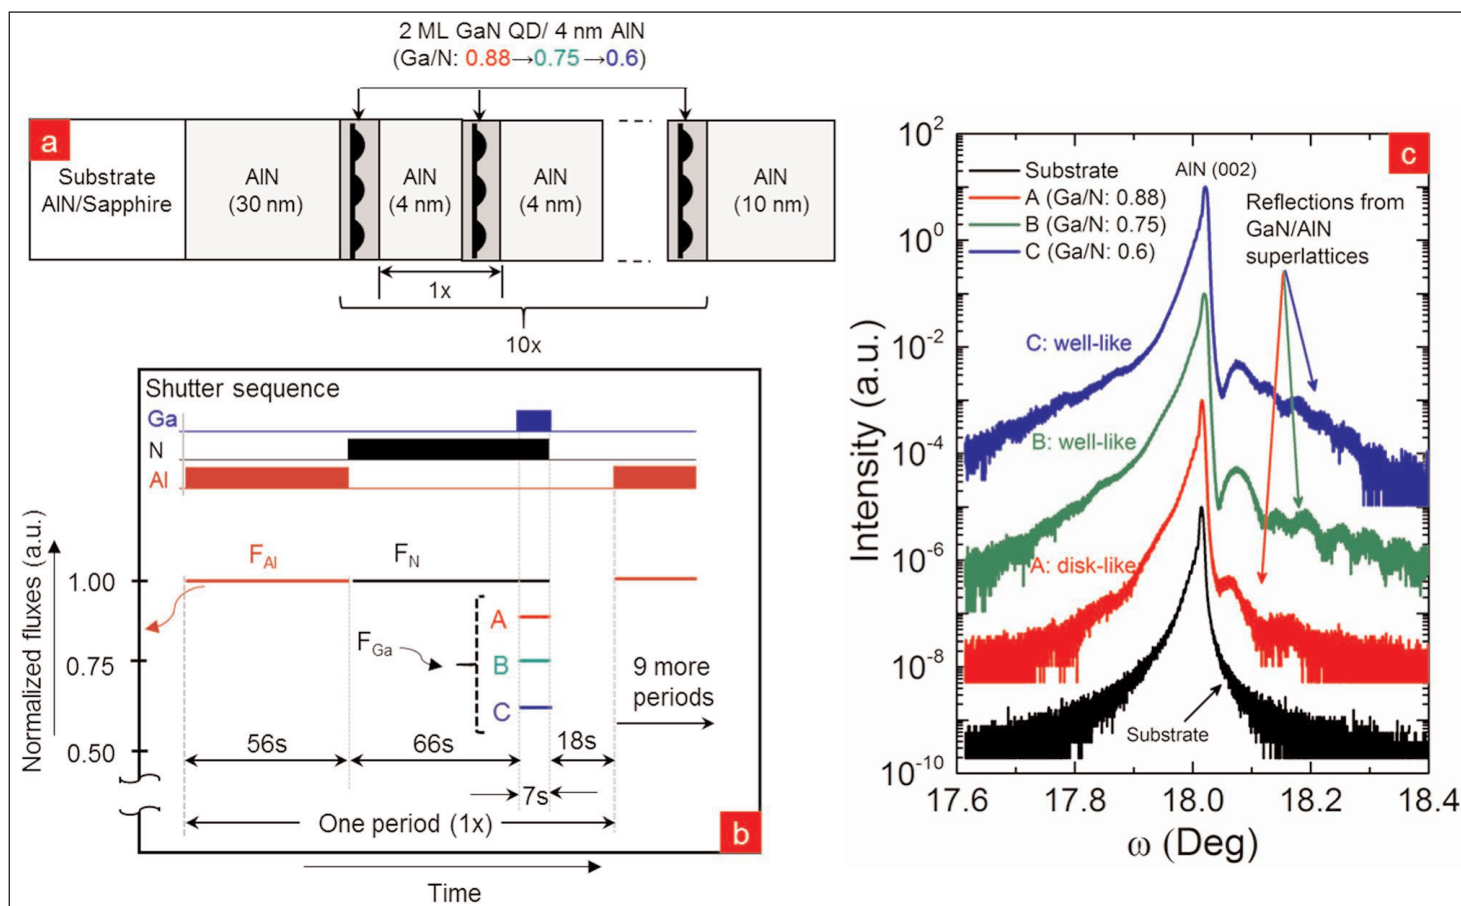 2 ML GaN QD/ 4 nm AlN
(Ga/N: 0.88→0.75→0.6)
a
Substrate
AlN/Sapphire
AlN
(30 nm)
AlN
(4 nm)
AlN
(4 nm)
AlN
(10 nm)
1x
10x
Shutter sequence
Ga
N
Al
Normalized fluxes (a.u.)
1.00
0.75
0.50
F_Al
F_N
F_Ga
A
B
C
9 more
periods
56s
66s
18s
7s
One period (1x)
b
Time
c
Intensity (a.u.)
10^2
10^0
10^-2
10^-4
10^-6
10^-8
10^-10
Substrate
A (Ga/N: 0.88)
B (Ga/N: 0.75)
C (Ga/N: 0.6)
AlN (002)
Reflections from
GaN/AlN
superlattices
C: well-like
B: well-like
A: disk-like
Substrate
17.6
17.8
18.0
18.2
18.4
ω (Deg)